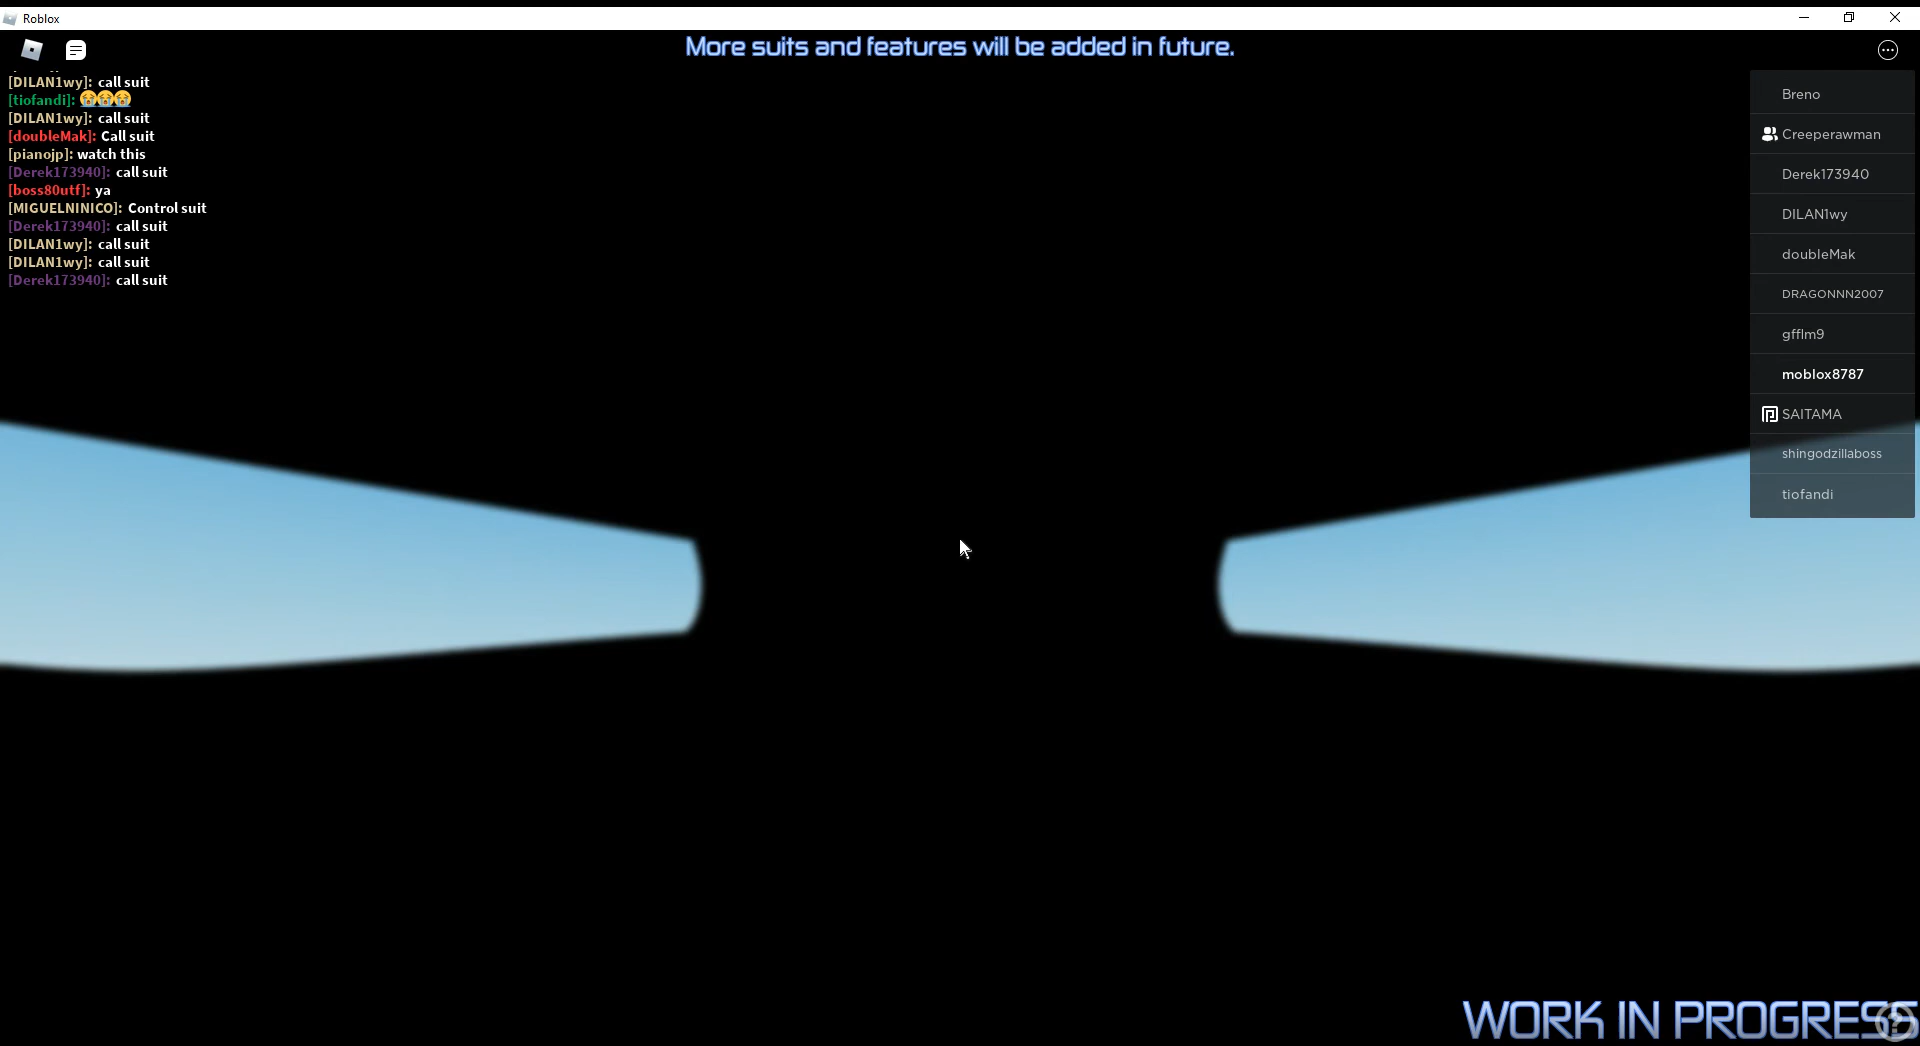 Roblox
More suits and features will be added in future.
[DILAN1wy]: call suit
[tiofandi]: 😭😭😭
[DILAN1wy]: call suit
[doubleMak]: Call suit
[pianojp]: watch this
[Derek173940]: call suit
[boss80utf]: ya
[MIGUELNINICO]: Control suit
[Derek173940]: call suit
[DILAN1wy]: call suit
[DILAN1wy]: call suit
[Derek173940]: call suit
Breno
Creeperawman
Derek173940
DILAN1wy
doubleMak
DRAGONNN2007
gfflm9
moblox8787
SAITAMA
shingodzillaboss
tiofandi
WORK IN PROGRESS
?